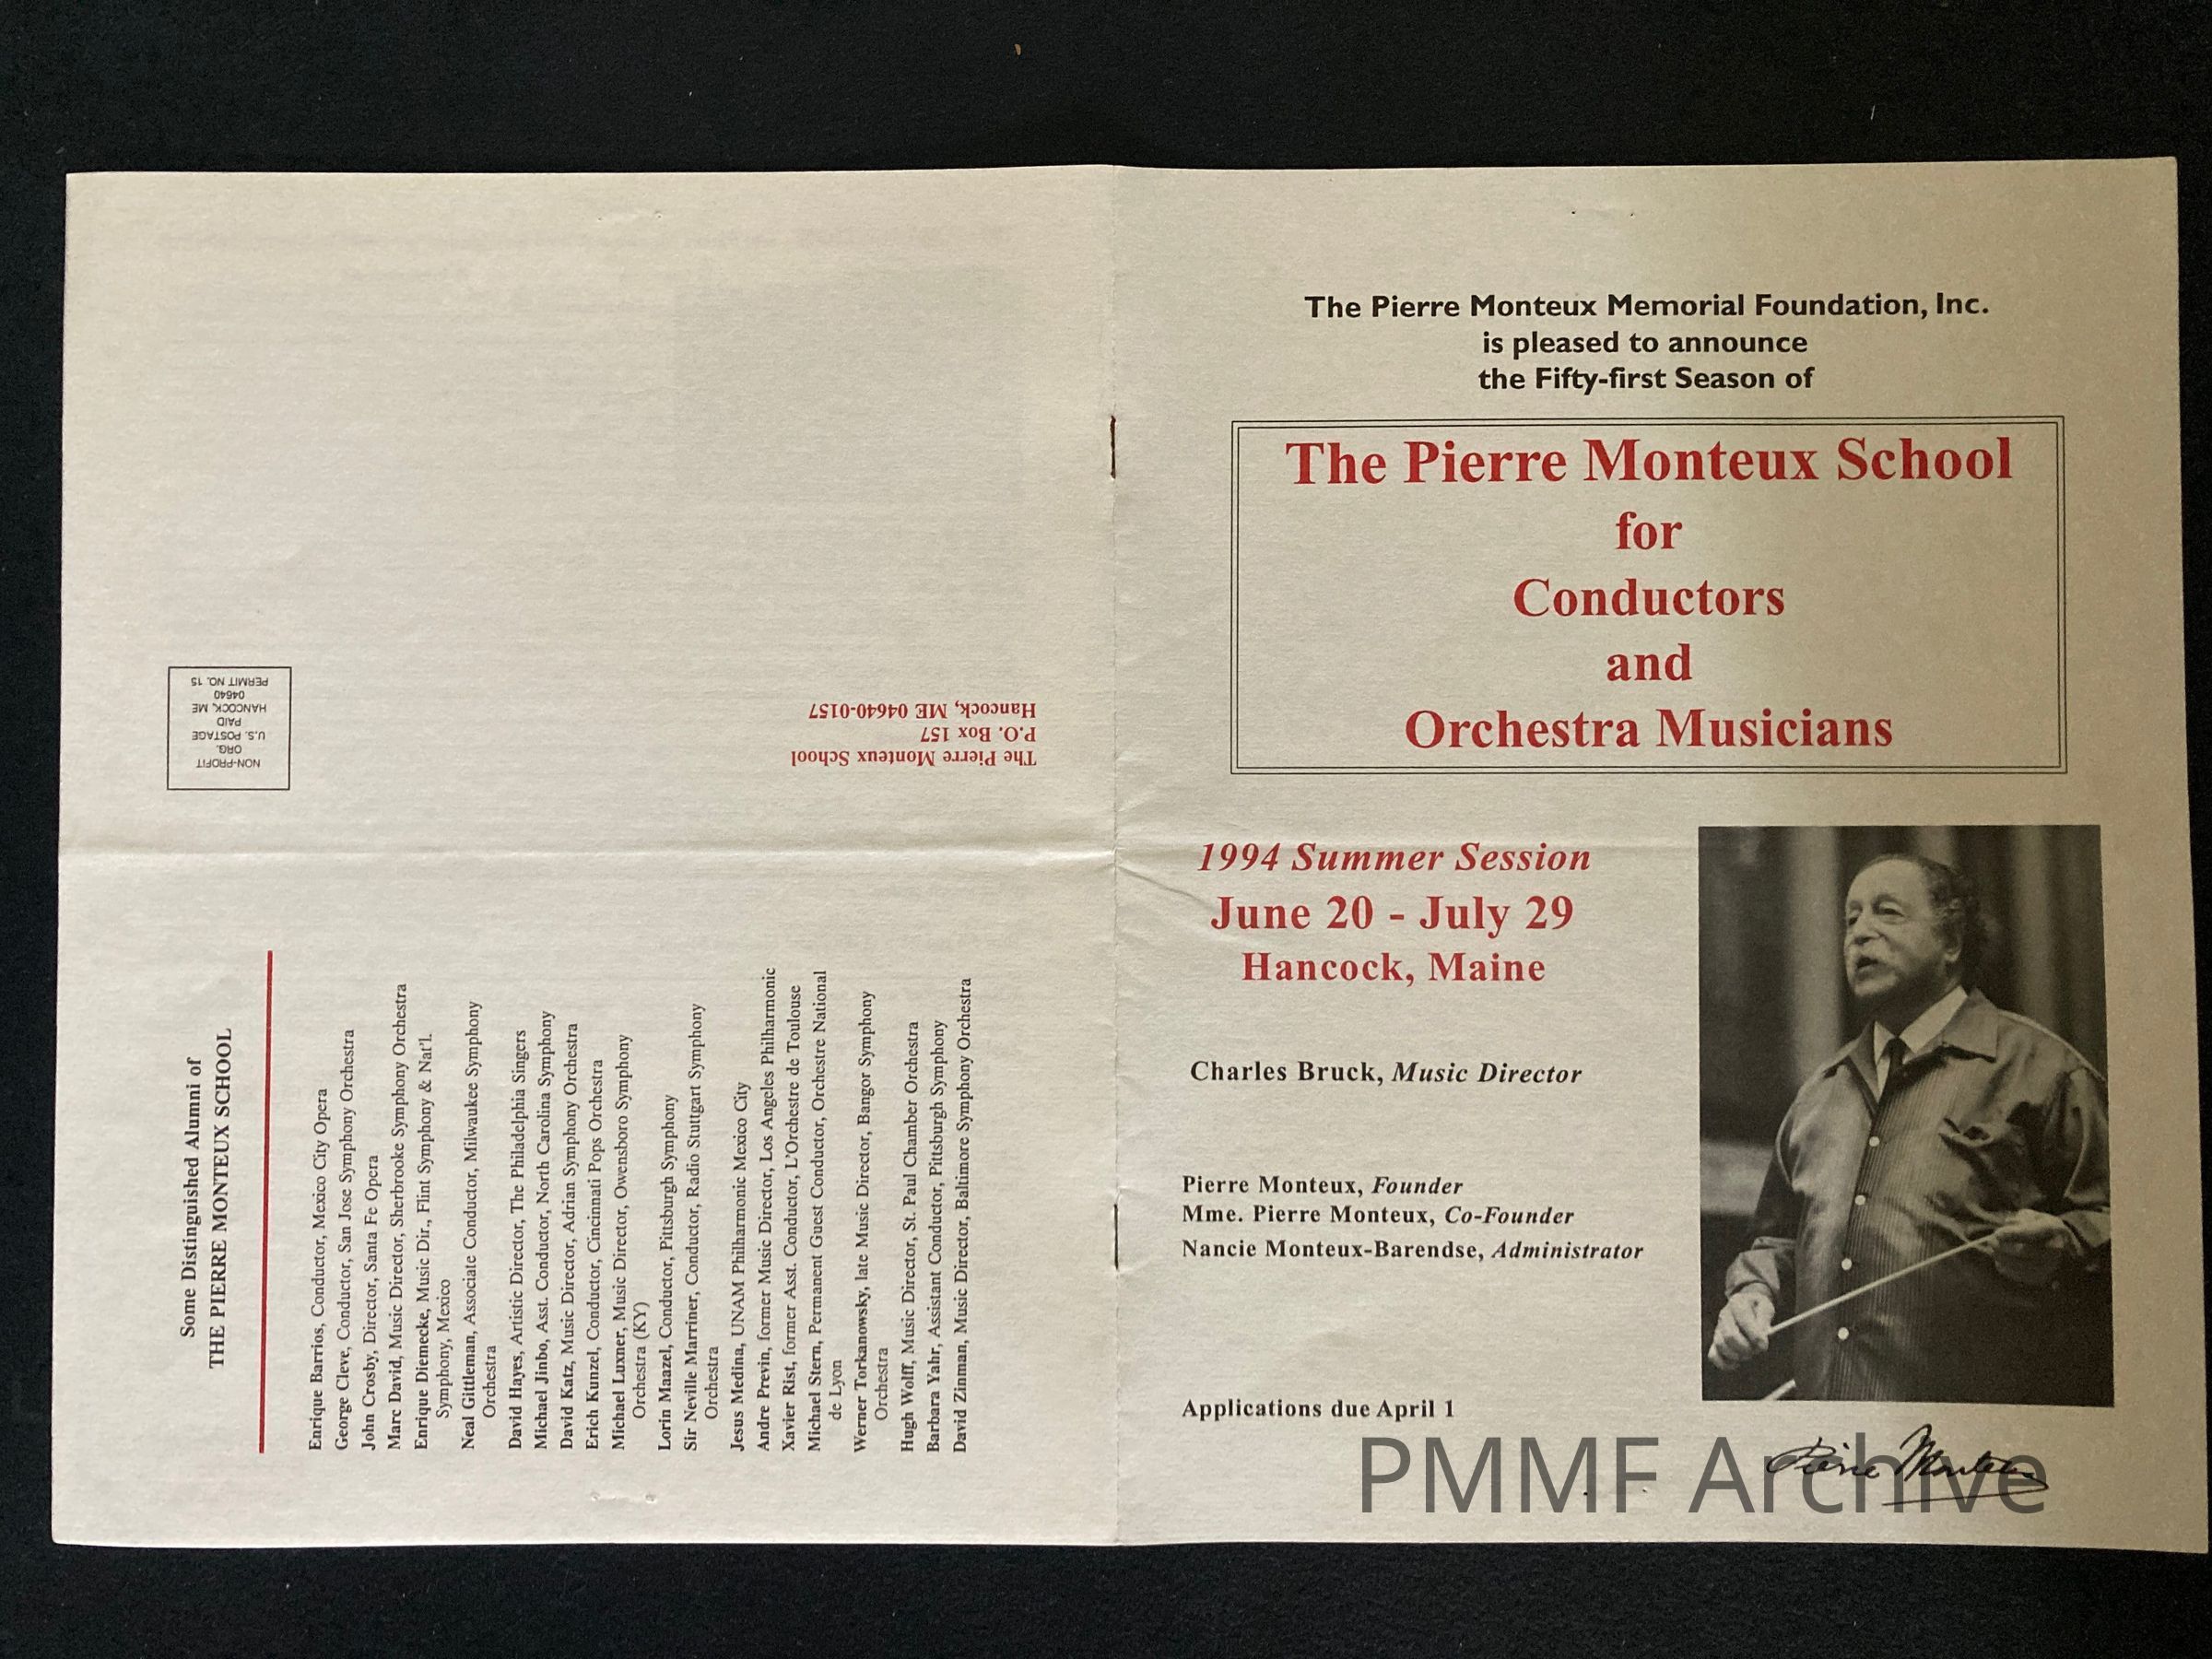 The Pierre Monteux Memorial Foundation, Inc.
is pleased to announce
the Fifty-first Season of
The Pierre Monteux School
for
Conductors
and
Orchestra Musicians
1994 Summer Session
June 20 - July 29
Hancock, Maine
Charles Bruck, Music Director
Pierre Monteux, Founder
Mme. Pierre Monteux, Co-Founder
Nancie Monteux-Barendse, Administrator
Applications due April 1
Pierre Monteux
PMMF Archive
The Pierre Monteux School
P.O. Box 157
Hancock, ME 04640-0157
NON-PROFIT
ORG.
U.S. POSTAGE
PAID
HANCOCK, ME
04640
PERMIT NO. 15
Some Distinguished Alumni of
THE PIERRE MONTEUX SCHOOL
Enrique Barrios, Conductor, Mexico City Opera
George Cleve, Conductor, San Jose Symphony Orchestra
John Crosby, Director, Santa Fe Opera
Marc David, Music Director, Sherbrooke Symphony Orchestra
Enrique Diemecke, Music Dir., Flint Symphony & Nat'l.
Symphony, Mexico
Neal Gittleman, Associate Conductor, Milwaukee Symphony
Orchestra
David Hayes, Artistic Director, The Philadelphia Singers
Michael Jinbo, Asst. Conductor, North Carolina Symphony
David Katz, Music Director, Adrian Symphony Orchestra
Erich Kunzel, Conductor, Cincinnati Pops Orchestra
Michael Luxner, Music Director, Owensboro Symphony
Orchestra (KY)
Lorin Maazel, Conductor, Pittsburgh Symphony
Sir Neville Marriner, Conductor, Radio Stuttgart Symphony
Orchestra
Jesus Medina, UNAM Philharmonic Mexico City
Andre Previn, former Music Director, Los Angeles Philharmonic
Xavier Rist, former Asst. Conductor, L'Orchestre de Toulouse
Michael Stern, Permanent Guest Conductor, Orchestre National
de Lyon
Werner Torkanowsky, late Music Director, Bangor Symphony
Orchestra
Hugh Wolff, Music Director, St. Paul Chamber Orchestra
Barbara Yahr, Assistant Conductor, Pittsburgh Symphony
David Zinman, Music Director, Baltimore Symphony Orchestra